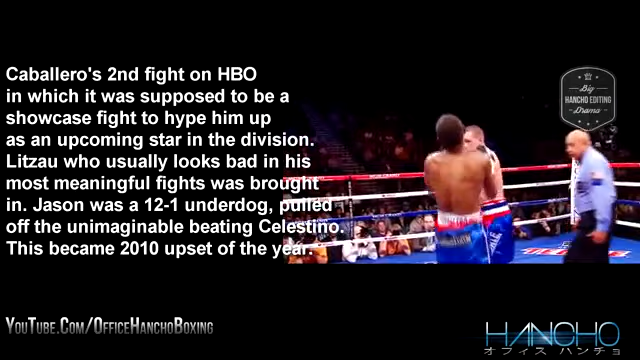 Caballero's 2nd fight on HBO
in which it was supposed to be a
showcase fight to hype him up
as an upcoming star in the division.
Litzau who usually looks bad in his
most meaningful fights was brought
in. Jason was a 12-1 underdog, pulled
off the unimaginable beating Celestino.
This became 2010 upset of the year.
Big
HANCHO EDITING
Drama
YouTube.Com/OfficeHanchoBoxing
HANCHO
オフィス ハンチョ